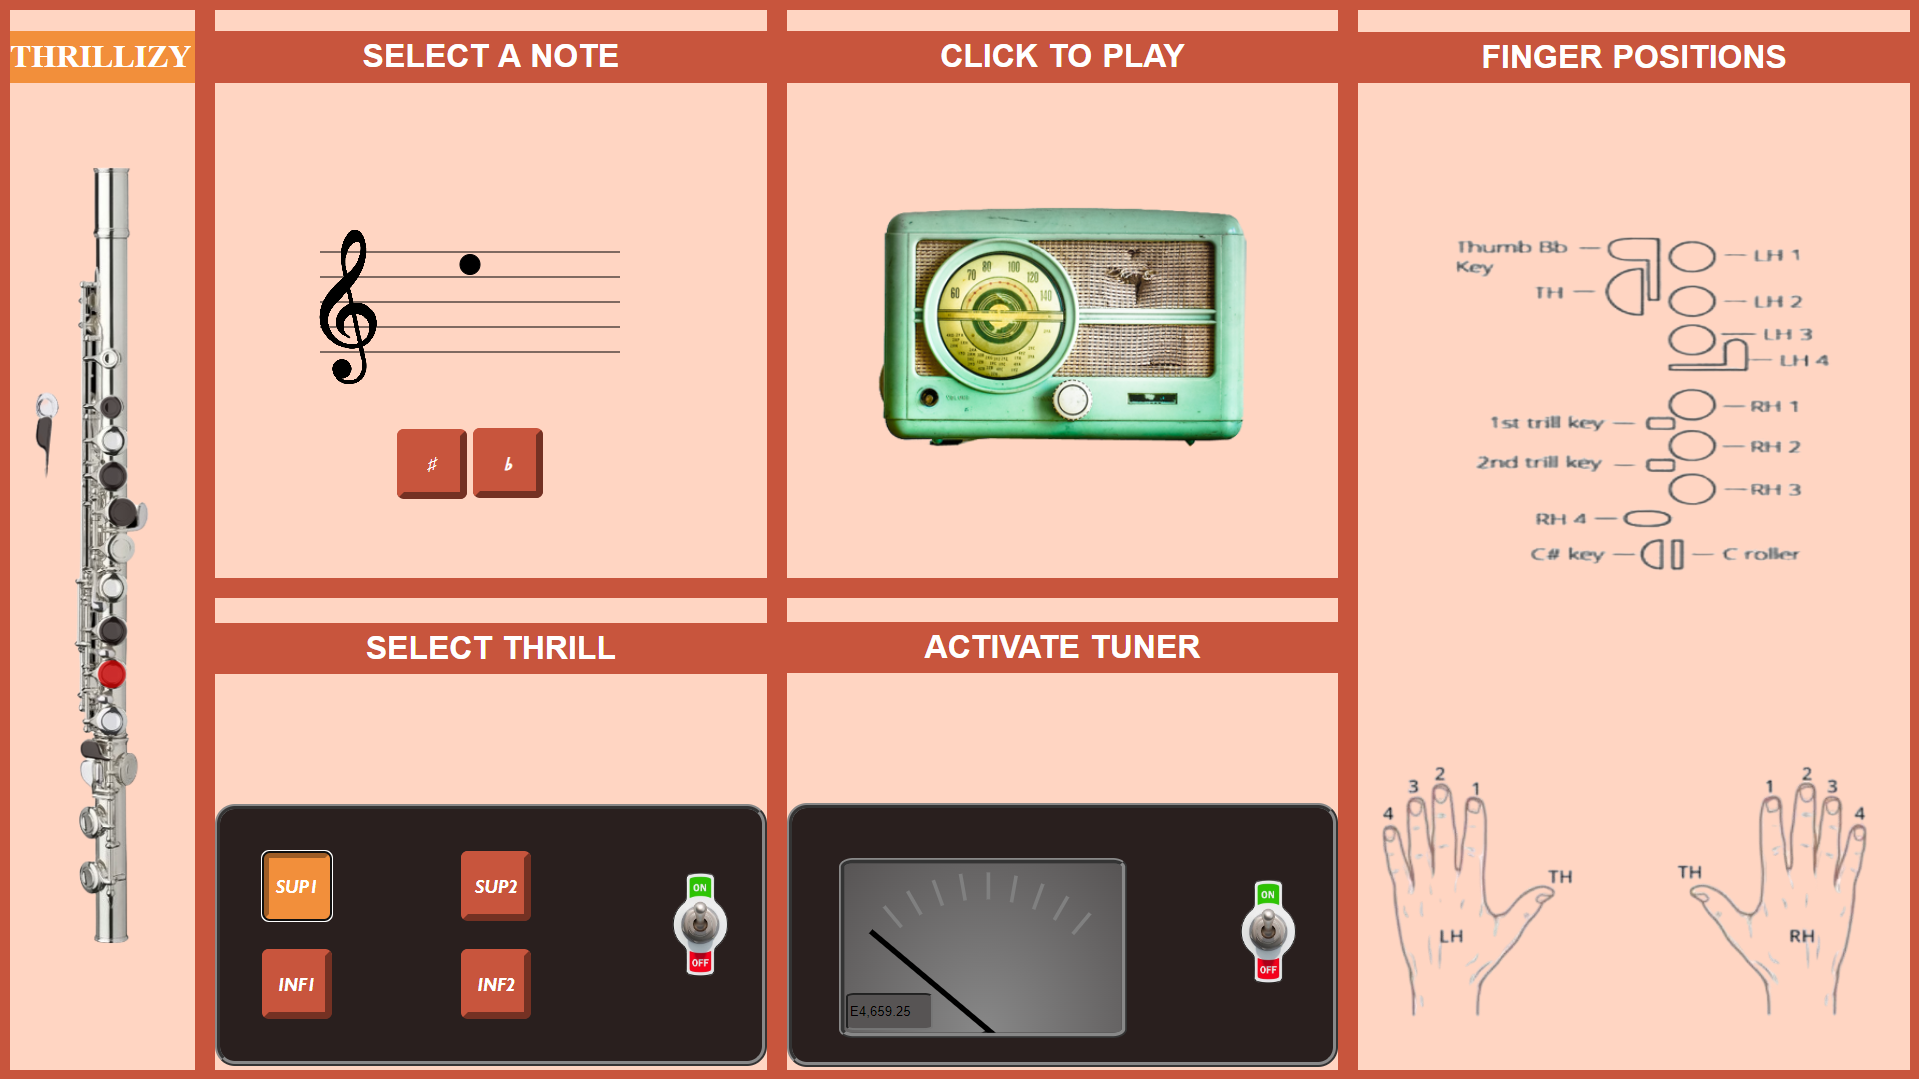 THRILLIZY
SELECT A NOTE
♯
♭
CLICK TO PLAY
60
70
80
100
120
140
SELECT THRILL
SUP1
SUP2
INF1
INF2
ON
OFF
ACTIVATE TUNER
E4,659.25
ON
OFF
FINGER POSITIONS
Thumb Bb
Key
TH
LH 1
LH 2
LH 3
LH 4
RH 1
1st trill key
RH 2
2nd trill key
RH 3
RH 4
C# key
C roller
4 3 2 1
TH
LH
1 2 3 4
TH
RH